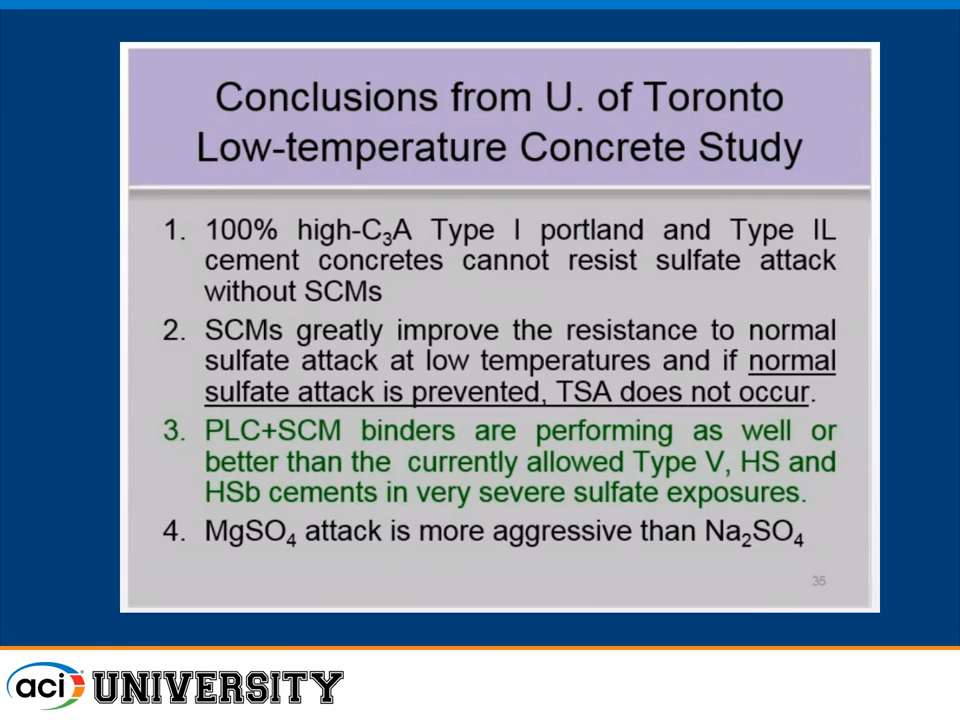 Conclusions from U. of Toronto
Low-temperature Concrete Study
1. 100% high-C₃A Type I portland and Type IL
cement concretes cannot resist sulfate attack
without SCMs
2. SCMs greatly improve the resistance to normal
sulfate attack at low temperatures and if normal
sulfate attack is prevented, TSA does not occur.
3. PLC+SCM binders are performing as well or
better than the currently allowed Type V, HS and
HSb cements in very severe sulfate exposures.
4. MgSO₄ attack is more aggressive than Na₂SO₄
35
aci UNIVERSITY